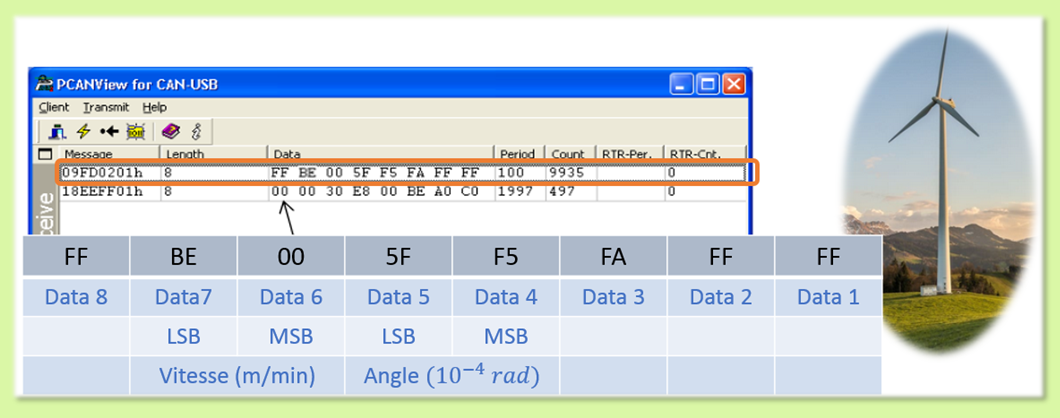 PCANView for CAN-USB
Client Transmit Help
Message Length Data Period Count RTR-Per. RTR-Cnt.
09FD0201h 8 FF BE 00 5F F5 FA FF FF 100 9935 0
18EEFF01h 8 00 00 30 E8 00 BE A0 C0 1997 497 0
ceive
FF BE 00 5F F5 FA FF FF
Data 8 Data7 Data 6 Data 5 Data 4 Data 3 Data 2 Data 1
LSB MSB LSB MSB
Vitesse (m/min) Angle (10⁻⁴ rad)